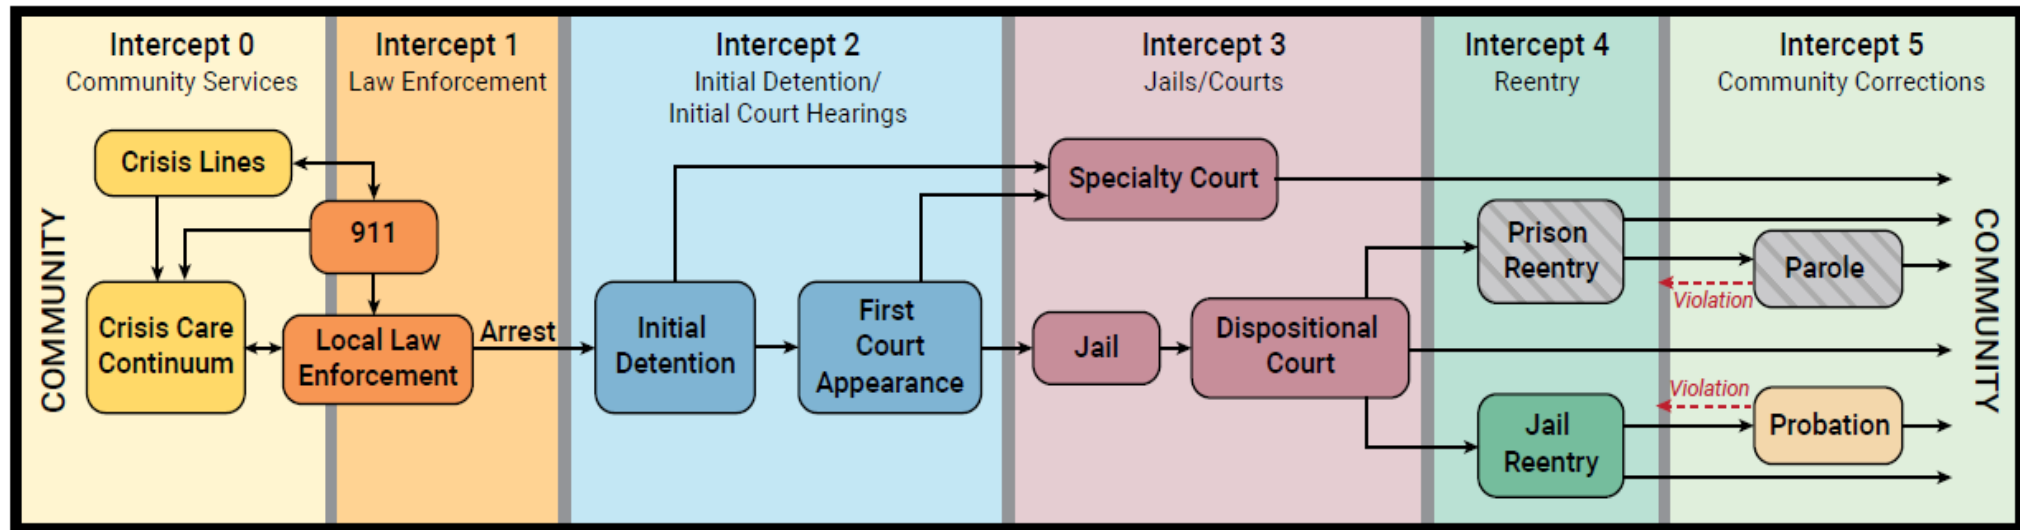 Intercept 0
Community Services
Intercept 1
Law Enforcement
Intercept 2
Initial Detention/
Initial Court Hearings
Intercept 3
Jails/Courts
Intercept 4
Reentry
Intercept 5
Community Corrections
COMMUNITY
Crisis Lines
911
Crisis Care
Continuum
Local Law
Enforcement
Arrest
Initial
Detention
First
Court
Appearance
Specialty Court
Jail
Dispositional
Court
Prison
Reentry
Parole
Violation
Jail
Reentry
Violation
Probation
COMMUNITY